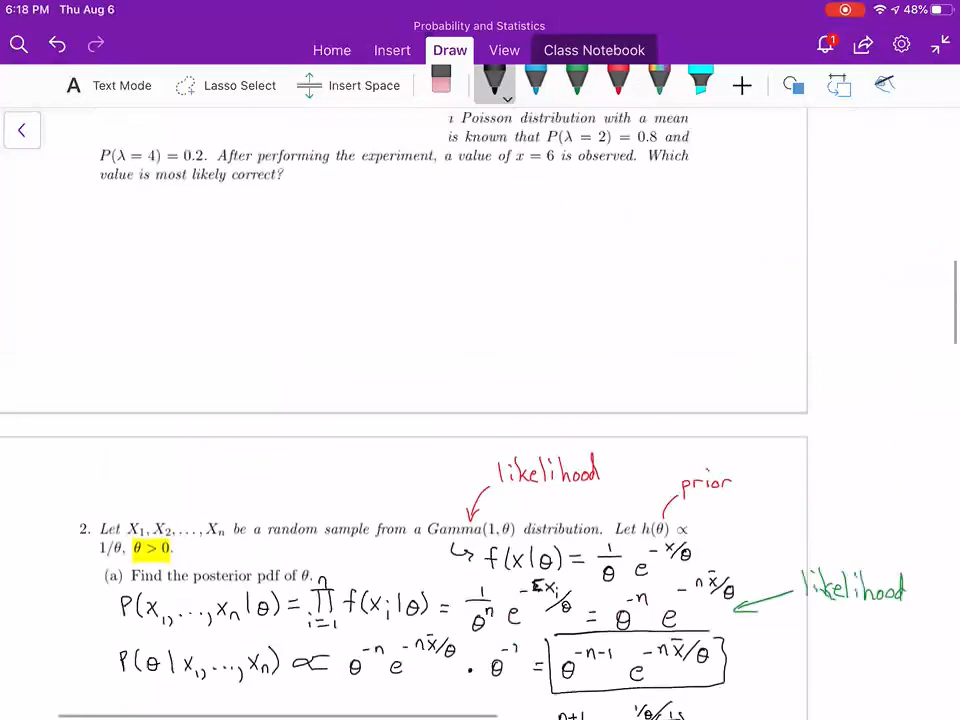 6:18 PM Thu Aug 6
48%
Probability and Statistics
Home Insert Draw View Class Notebook
1
A Text Mode Lasso Select Insert Space
ı Poisson distribution with a mean
is known that P(λ = 2) = 0.8 and
P(λ = 4) = 0.2. After performing the experiment, a value of x = 6 is observed. Which
value is most likely correct?
likelihood
prior
2. Let X₁, X₂, . . . , Xₙ be a random sample from a Gamma(1, θ) distribution. Let h(θ) ∝
1/θ, θ > 0.
↳ f(x|θ) = 1/θ e^(-x/θ)
(a) Find the posterior pdf of θ.
P(x₁, ..., xₙ|θ) = ∏_{i=1}^{n} f(xᵢ|θ) = 1/θⁿ e^(-Σxᵢ/θ) = θ^(-n) e^(-nx̄/θ)
likelihood
P(θ|x₁, ..., xₙ) ∝ θ^(-n) e^(-nx̄/θ) · θ^(-1) = θ^(-n-1) e^(-nx̄/θ)